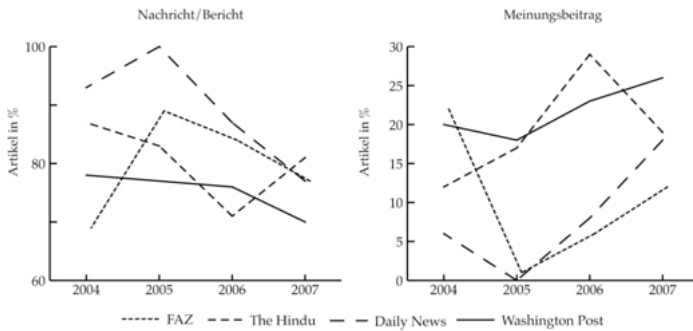 Nachricht/Bericht
Artikel in %
100
80
60
2004 2005 2006 2007
Meinungsbeitrag
Artikel in %
30
25
20
15
10
5
0
2004 2005 2006 2007
FAZ The Hindu Daily News Washington Post